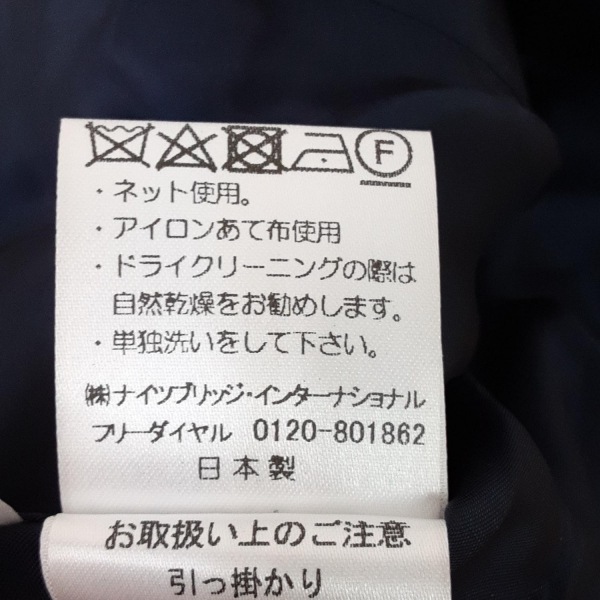 F
・ネット使用。
・アイロンあて布使用
・ドライクリーニングの際は
自然乾燥をお勧めします。
・単独洗いをして下さい。
㈱ナイツブリッジ・インターナショナル
フリーダイヤル 0120-801862
日本製
お取扱い上のご注意
引っ掛かり